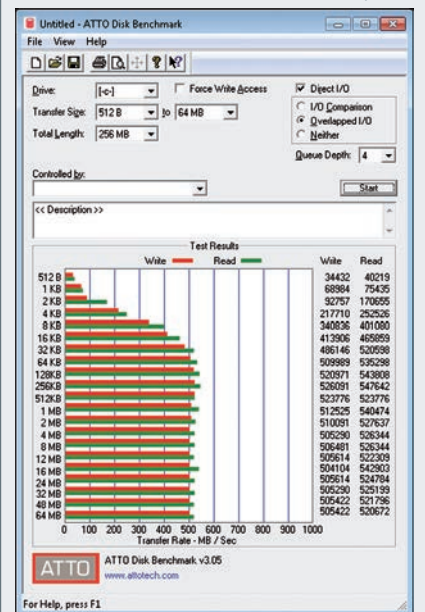 Untitled - ATTO Disk Benchmark
File View Help
Drive: [-c-] Force Write Access Direct I/O
Transfer Size: 512 B to 64 MB I/O Comparison
Total Length: 256 MB Overlapped I/O
Neither
Queue Depth: 4
Controlled by:
Start
<< Description >>
Test Results
Write Read Write Read
512 B 34432 40219
1 KB 68984 75435
2 KB 92757 170655
4 KB 217710 252526
8 KB 340836 401080
16 KB 413906 465859
32 KB 486146 520598
64 KB 509989 535298
128KB 520971 543808
256KB 526091 547642
512KB 523776 523776
1 MB 512525 540474
2 MB 510091 527637
4 MB 505290 526344
8 MB 506481 526344
12 MB 505614 522309
16 MB 504104 542903
24 MB 505614 524784
32 MB 505290 525199
48 MB 505422 521796
64 MB 505422 520672
0 100 200 300 400 500 600 700 800 900 1000
Transfer Rate - MB / Sec
ATTO
ATTO Disk Benchmark v3.05
www.attotech.com
For Help, press F1